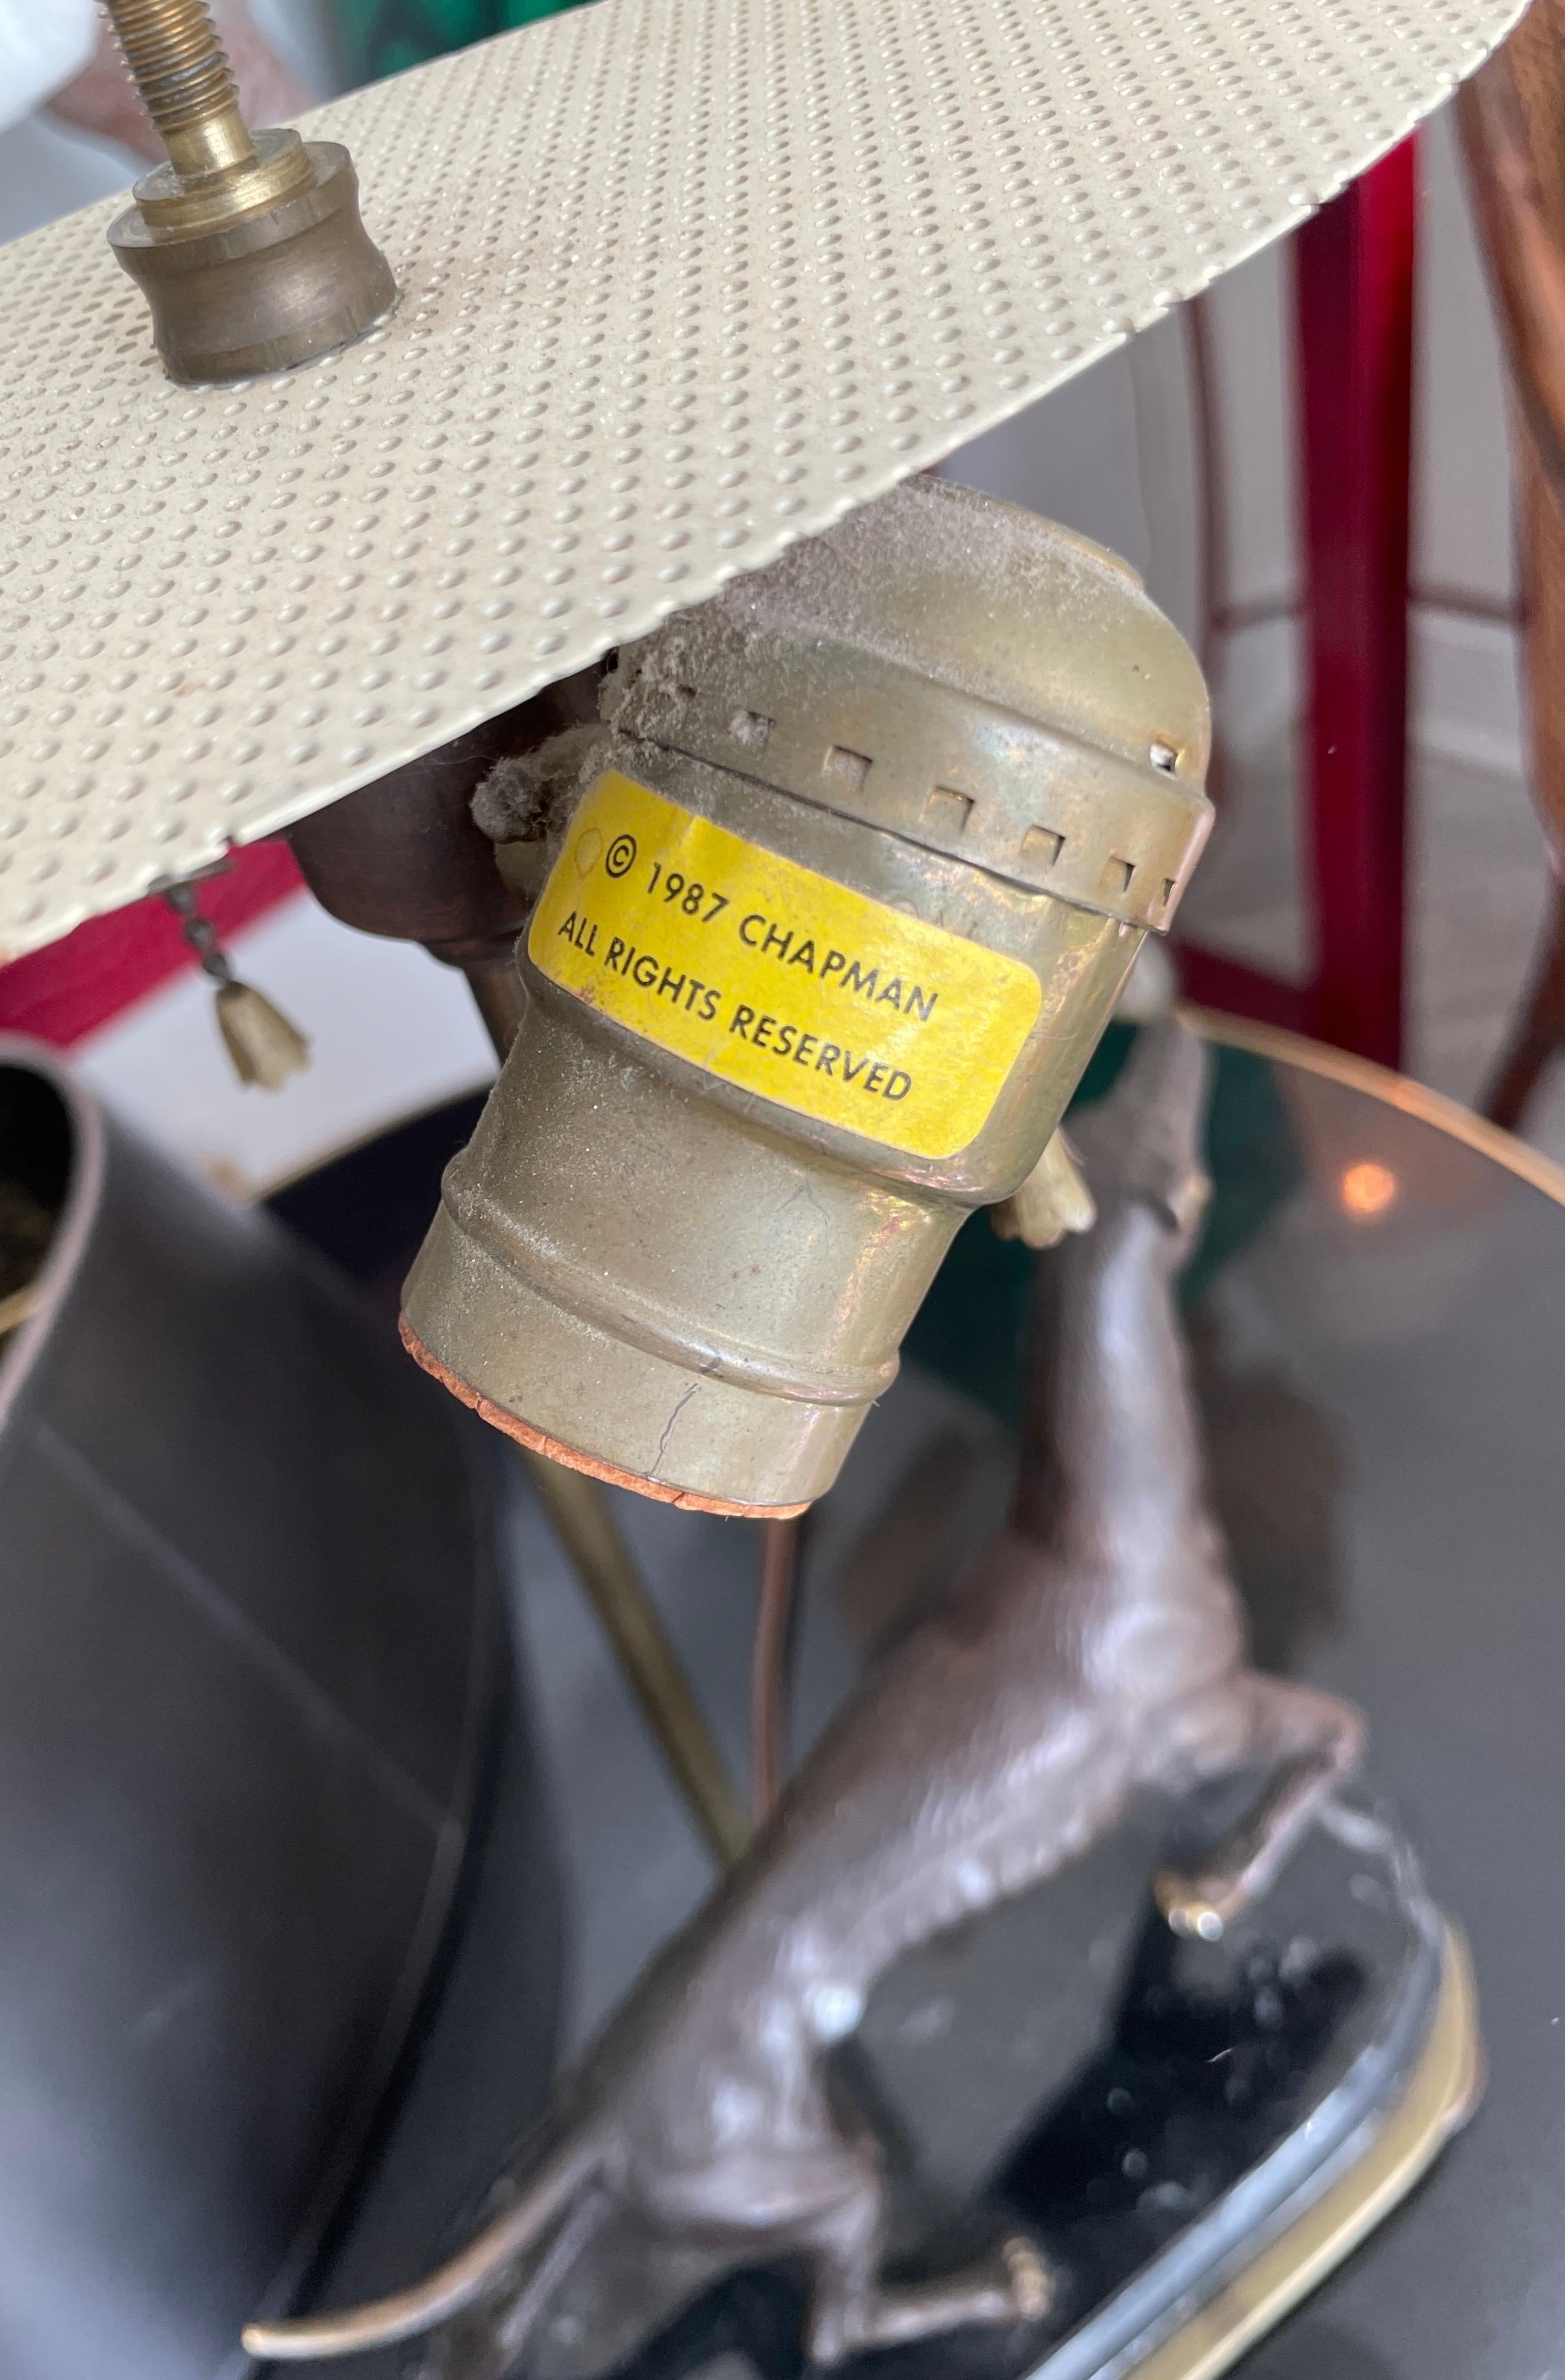 © 1987 CHAPMAN
ALL RIGHTS RESERVED